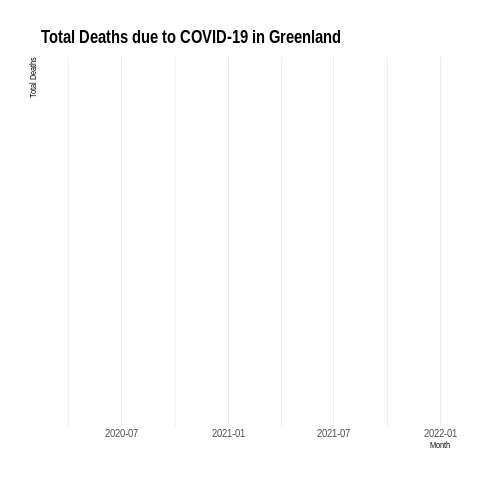 Total Deaths due to COVID-19 in Greenland
Total Deaths
2020-07 2021-01 2021-07 2022-01
Month